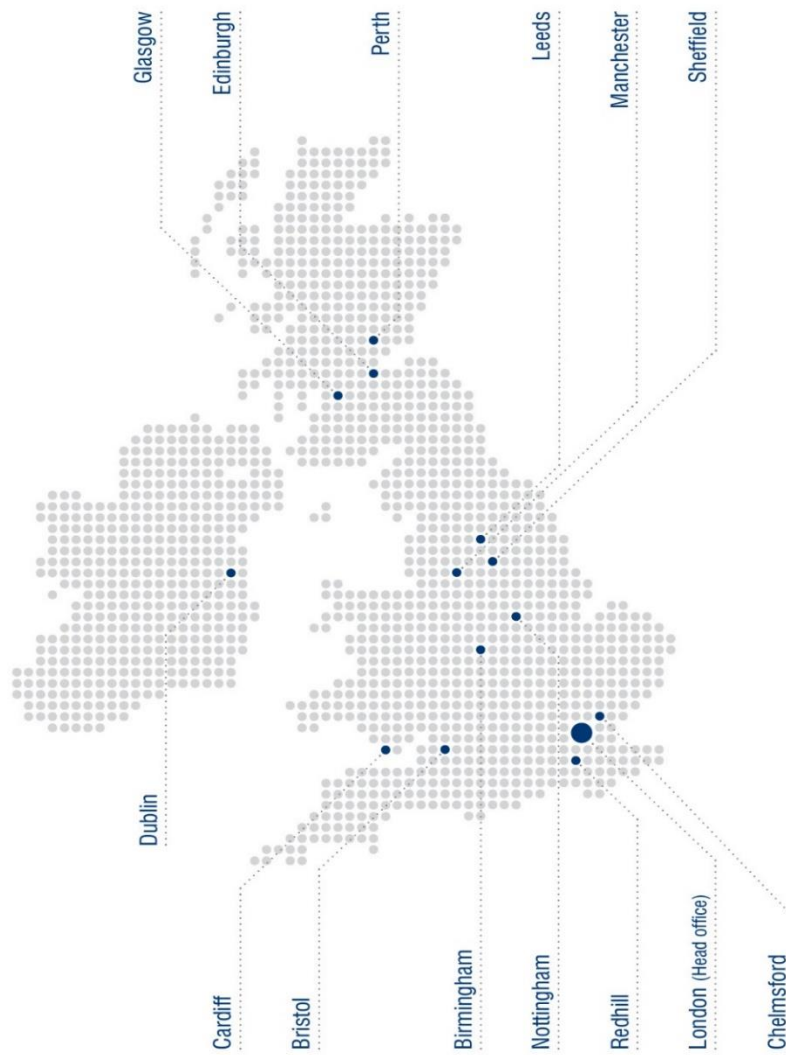 Glasgow
Edinburgh
Perth
Leeds
Manchester
Sheffield
Dublin
Cardiff
Bristol
Birmingham
Nottingham
Redhill
London (Head office)
Chelmsford